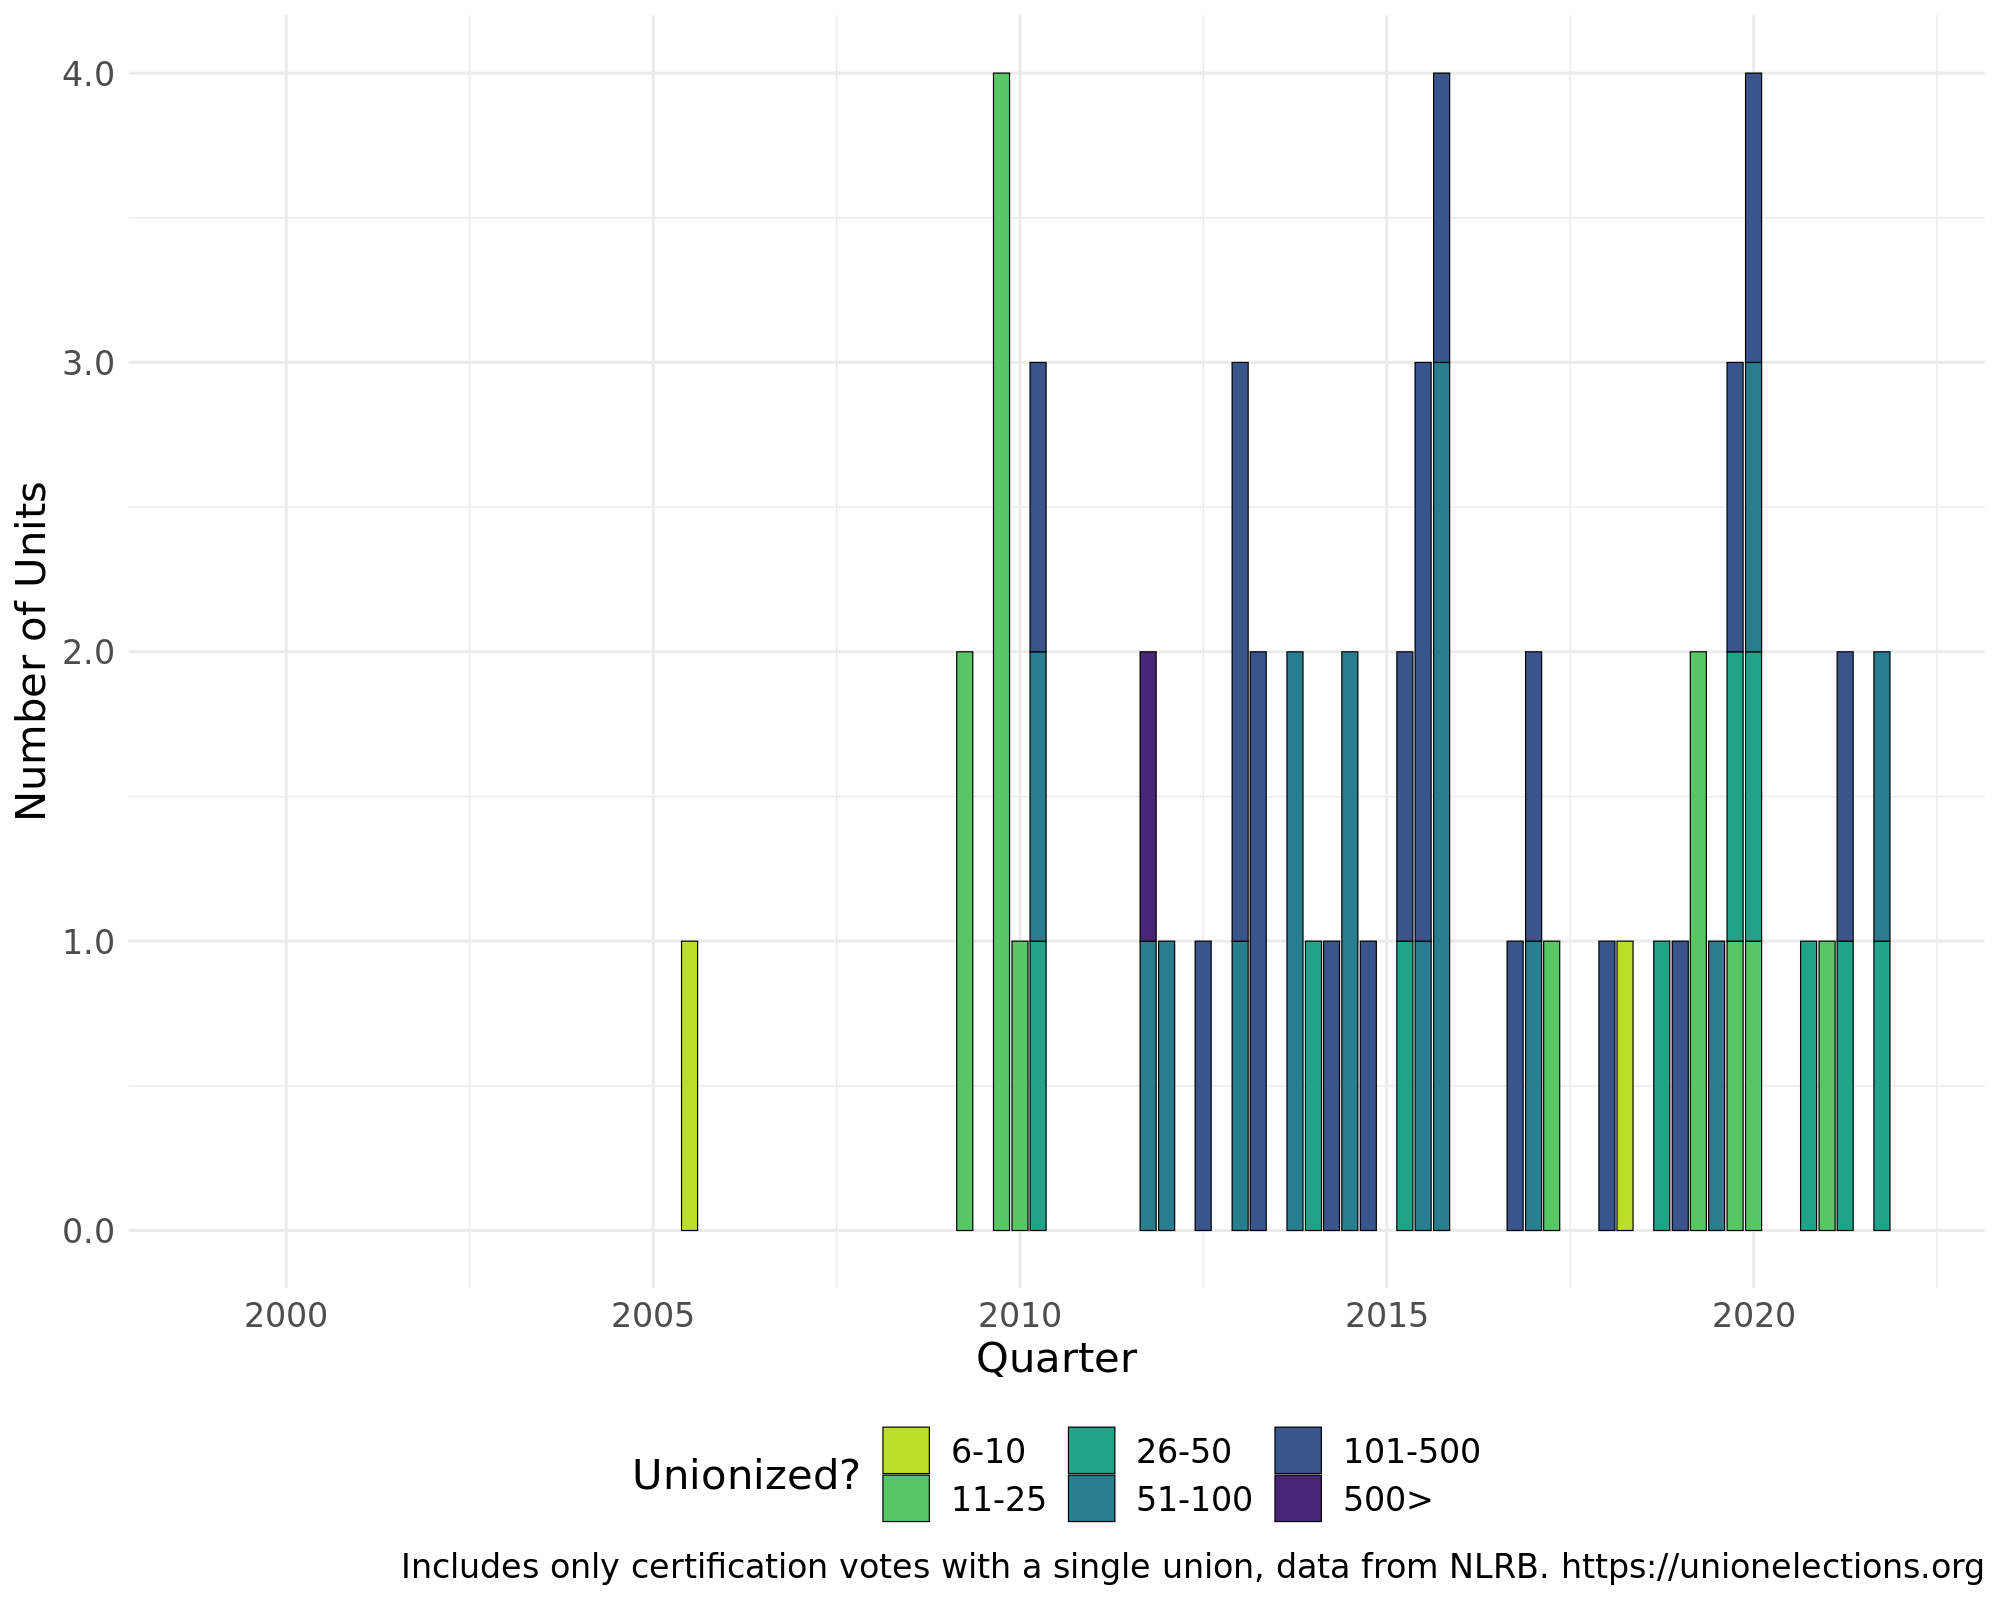 4.0
3.0
2.0
1.0
0.0
Number of Units
2000 2005 2010 2015 2020
Quarter
Unionized?
6-10 26-50 101-500
11-25 51-100 500>
Includes only certification votes with a single union, data from NLRB. https://unionelections.org